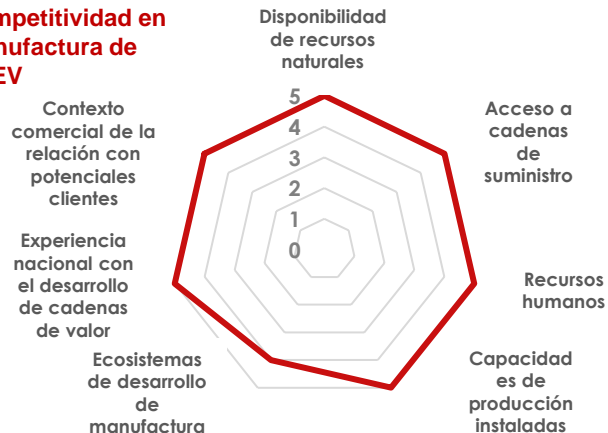 mpetitividad en
nufactura de
EV
Disponibilidad
de recursos
naturales
Contexto
comercial de la
relación con
potenciales
clientes
5
4
3
2
1
0
Acceso a
cadenas
de
suministro
Experiencia
nacional con
el desarrollo
de cadenas
de valor
Recursos
humanos
Ecosistemas
de desarrollo
de
manufactura
Capacidad
es de
producción
instaladas